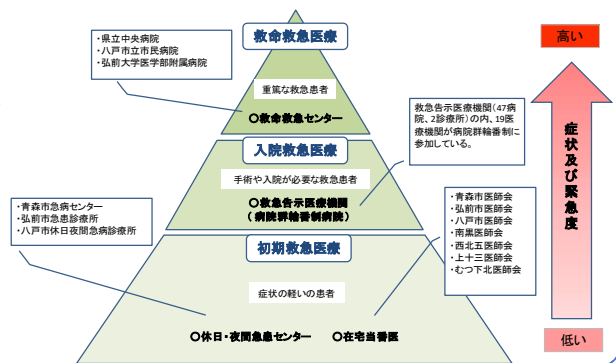 救命救急医療
・県立中央病院
・八戸市立市民病院
・弘前大学医学部附属病院
重篤な救急患者
○救命救急センター
高い
救急告示医療機関(47病
院、2診療所)の内、19医
療機関が病院群輪番制に
参加している。
入院救急医療
手術や入院が必要な救急患者
○救急告示医療機関
(病院群輪番制病院)
症状及び緊急度
・青森市急病センター
・弘前市急患診療所
・八戸市休日夜間急病診療所
・青森市医師会
・弘前市医師会
・八戸市医師会
・南黒医師会
・西北五医師会
・上十三医師会
・むつ下北医師会
初期救急医療
症状の軽いの患者
○休日・夜間急患センター
○在宅当番医
低い